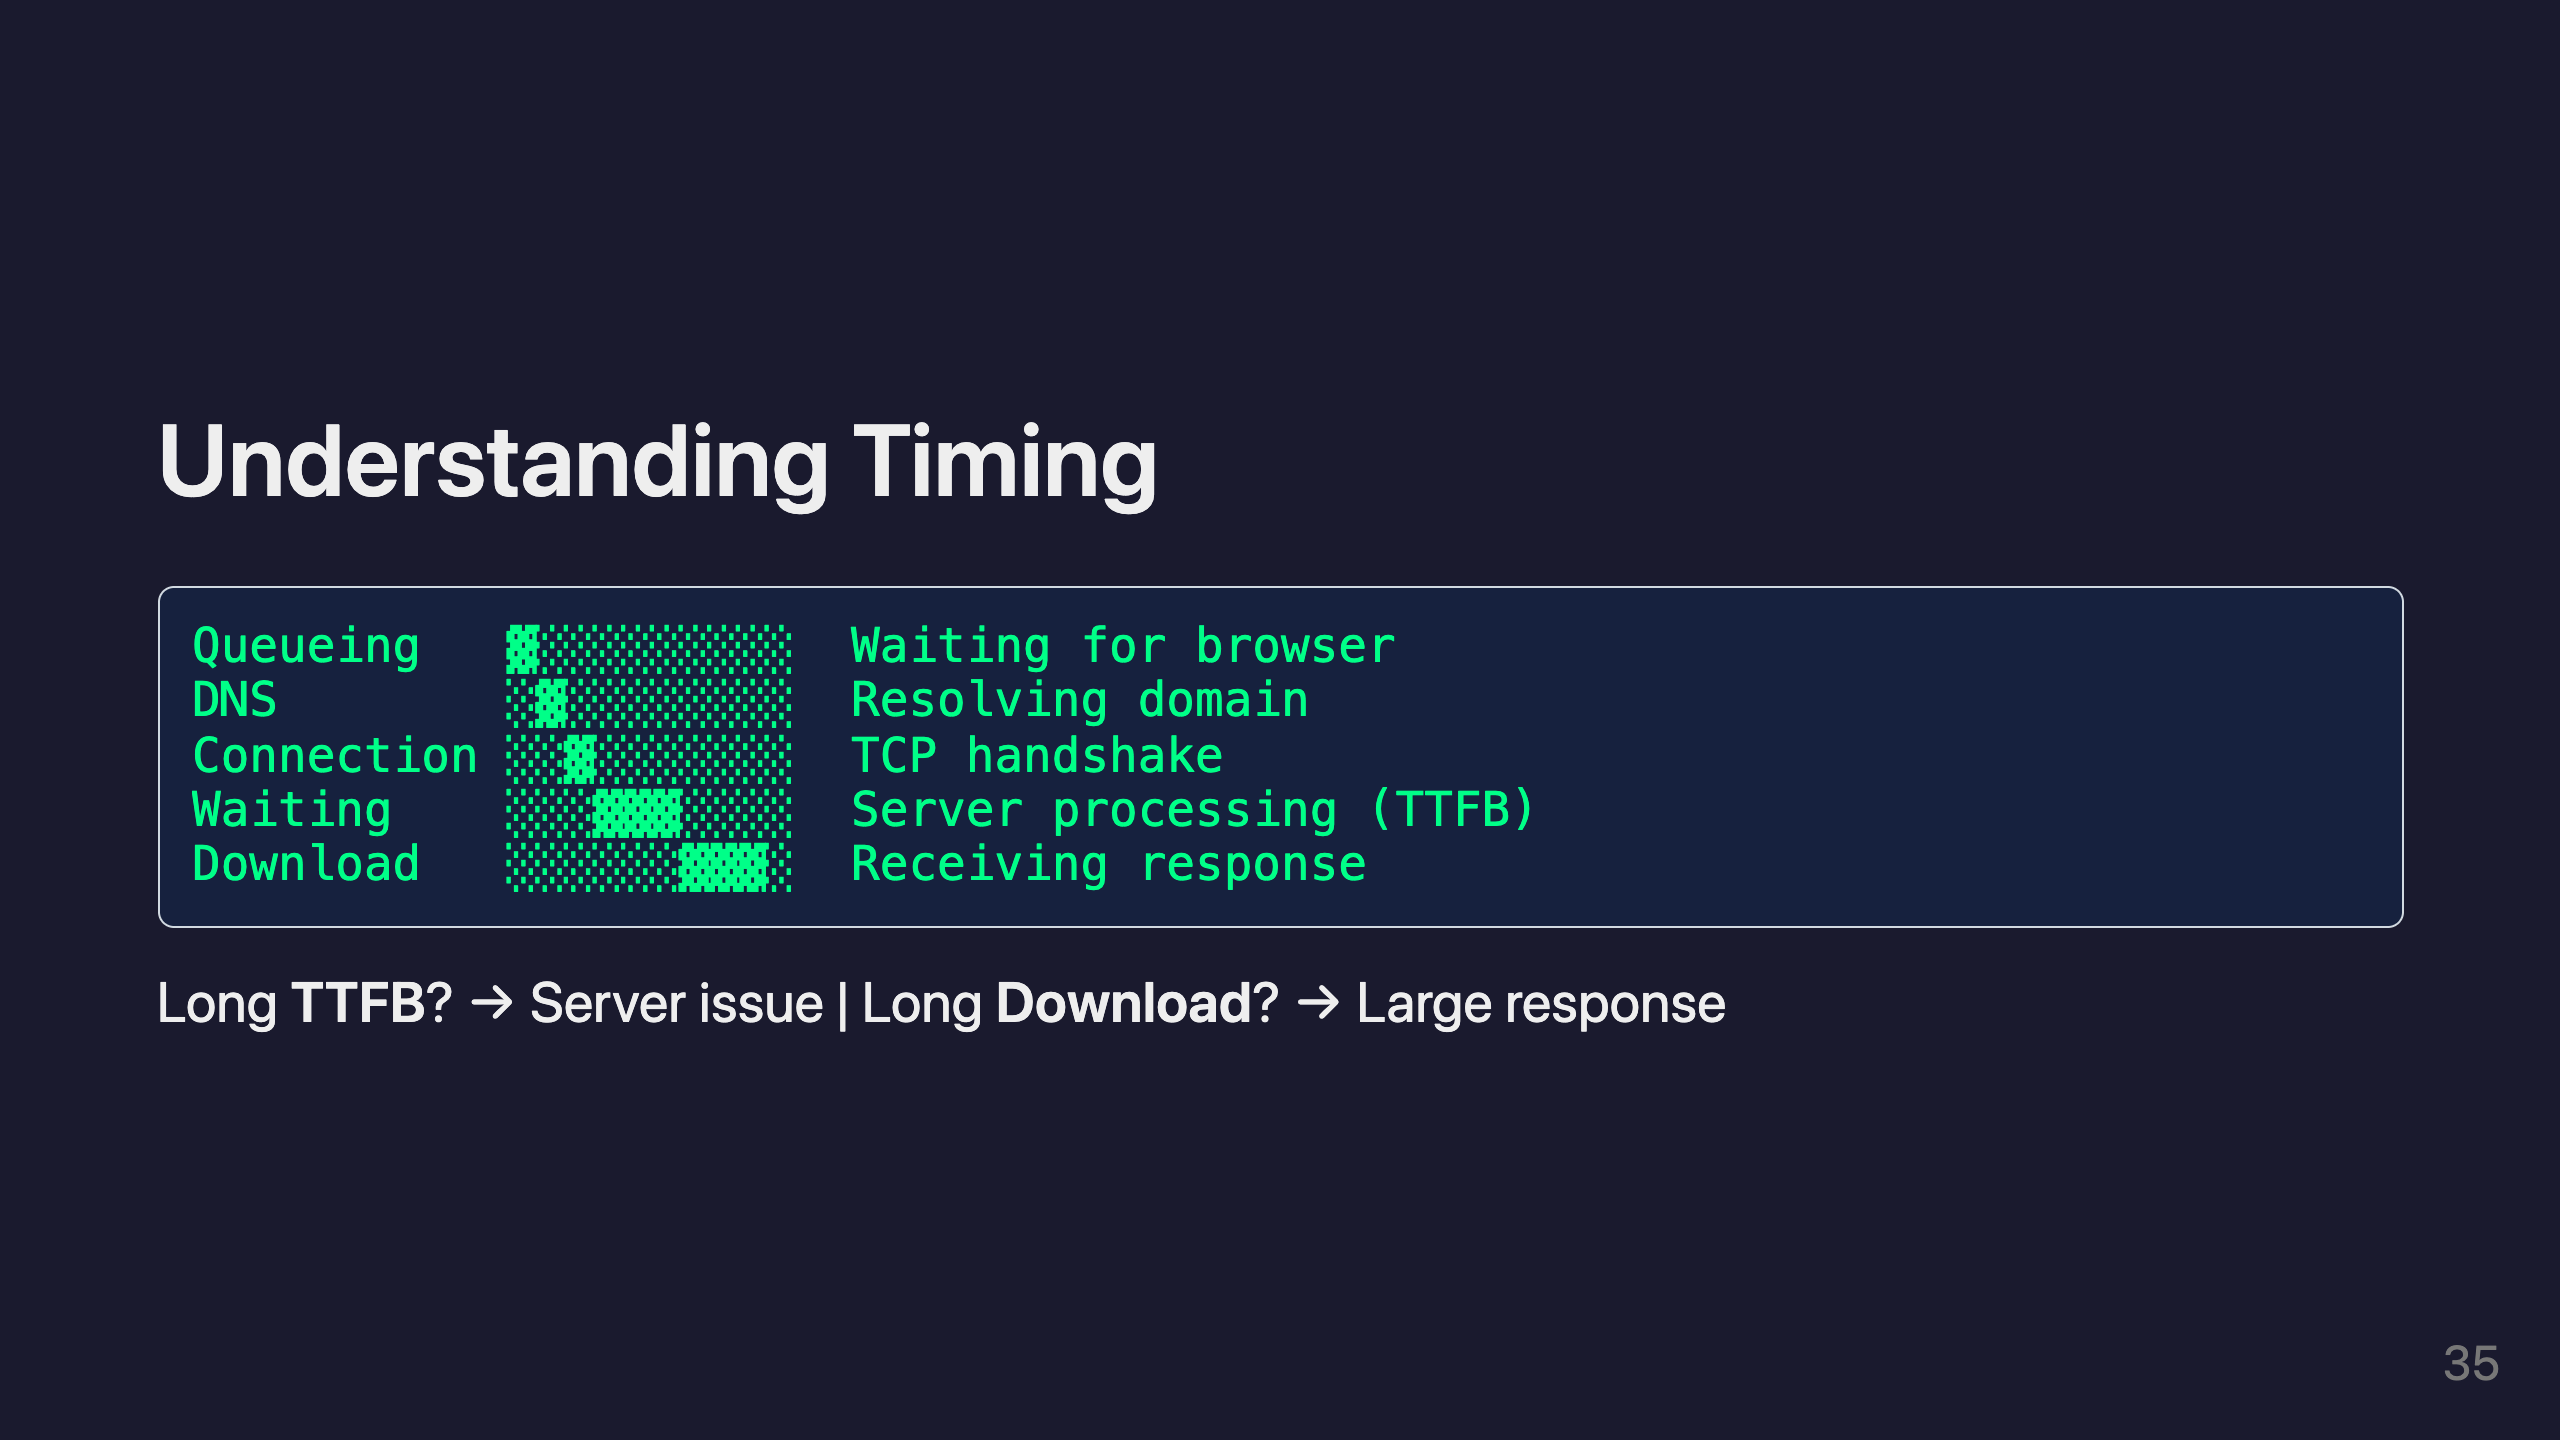 Understanding Timing
Queueing   ▓░░░░░░░░░  Waiting for browser
DNS        ░▓░░░░░░░░  Resolving domain
Connection ░░▓░░░░░░░  TCP handshake
Waiting    ░░░▓▓▓░░░░  Server processing (TTFB)
Download   ░░░░░░▓▓▓░  Receiving response
Long TTFB? → Server issue | Long Download? → Large response
35